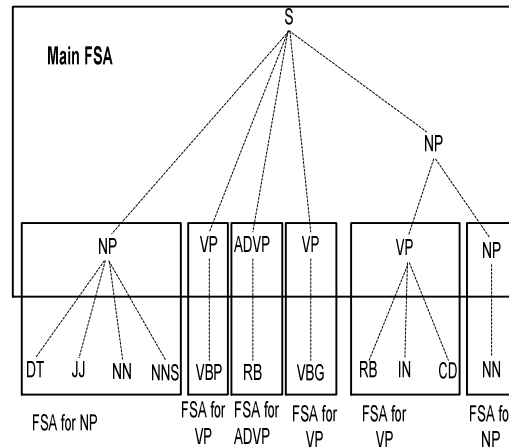 S
Main FSA
NP
NP VP ADVP VP VP NP
DT JJ NN NNS VBP RB VBG RB IN CD NN
FSA for NP
FSA for VP
FSA for ADVP
FSA for VP
FSA for VP
FSA for NP